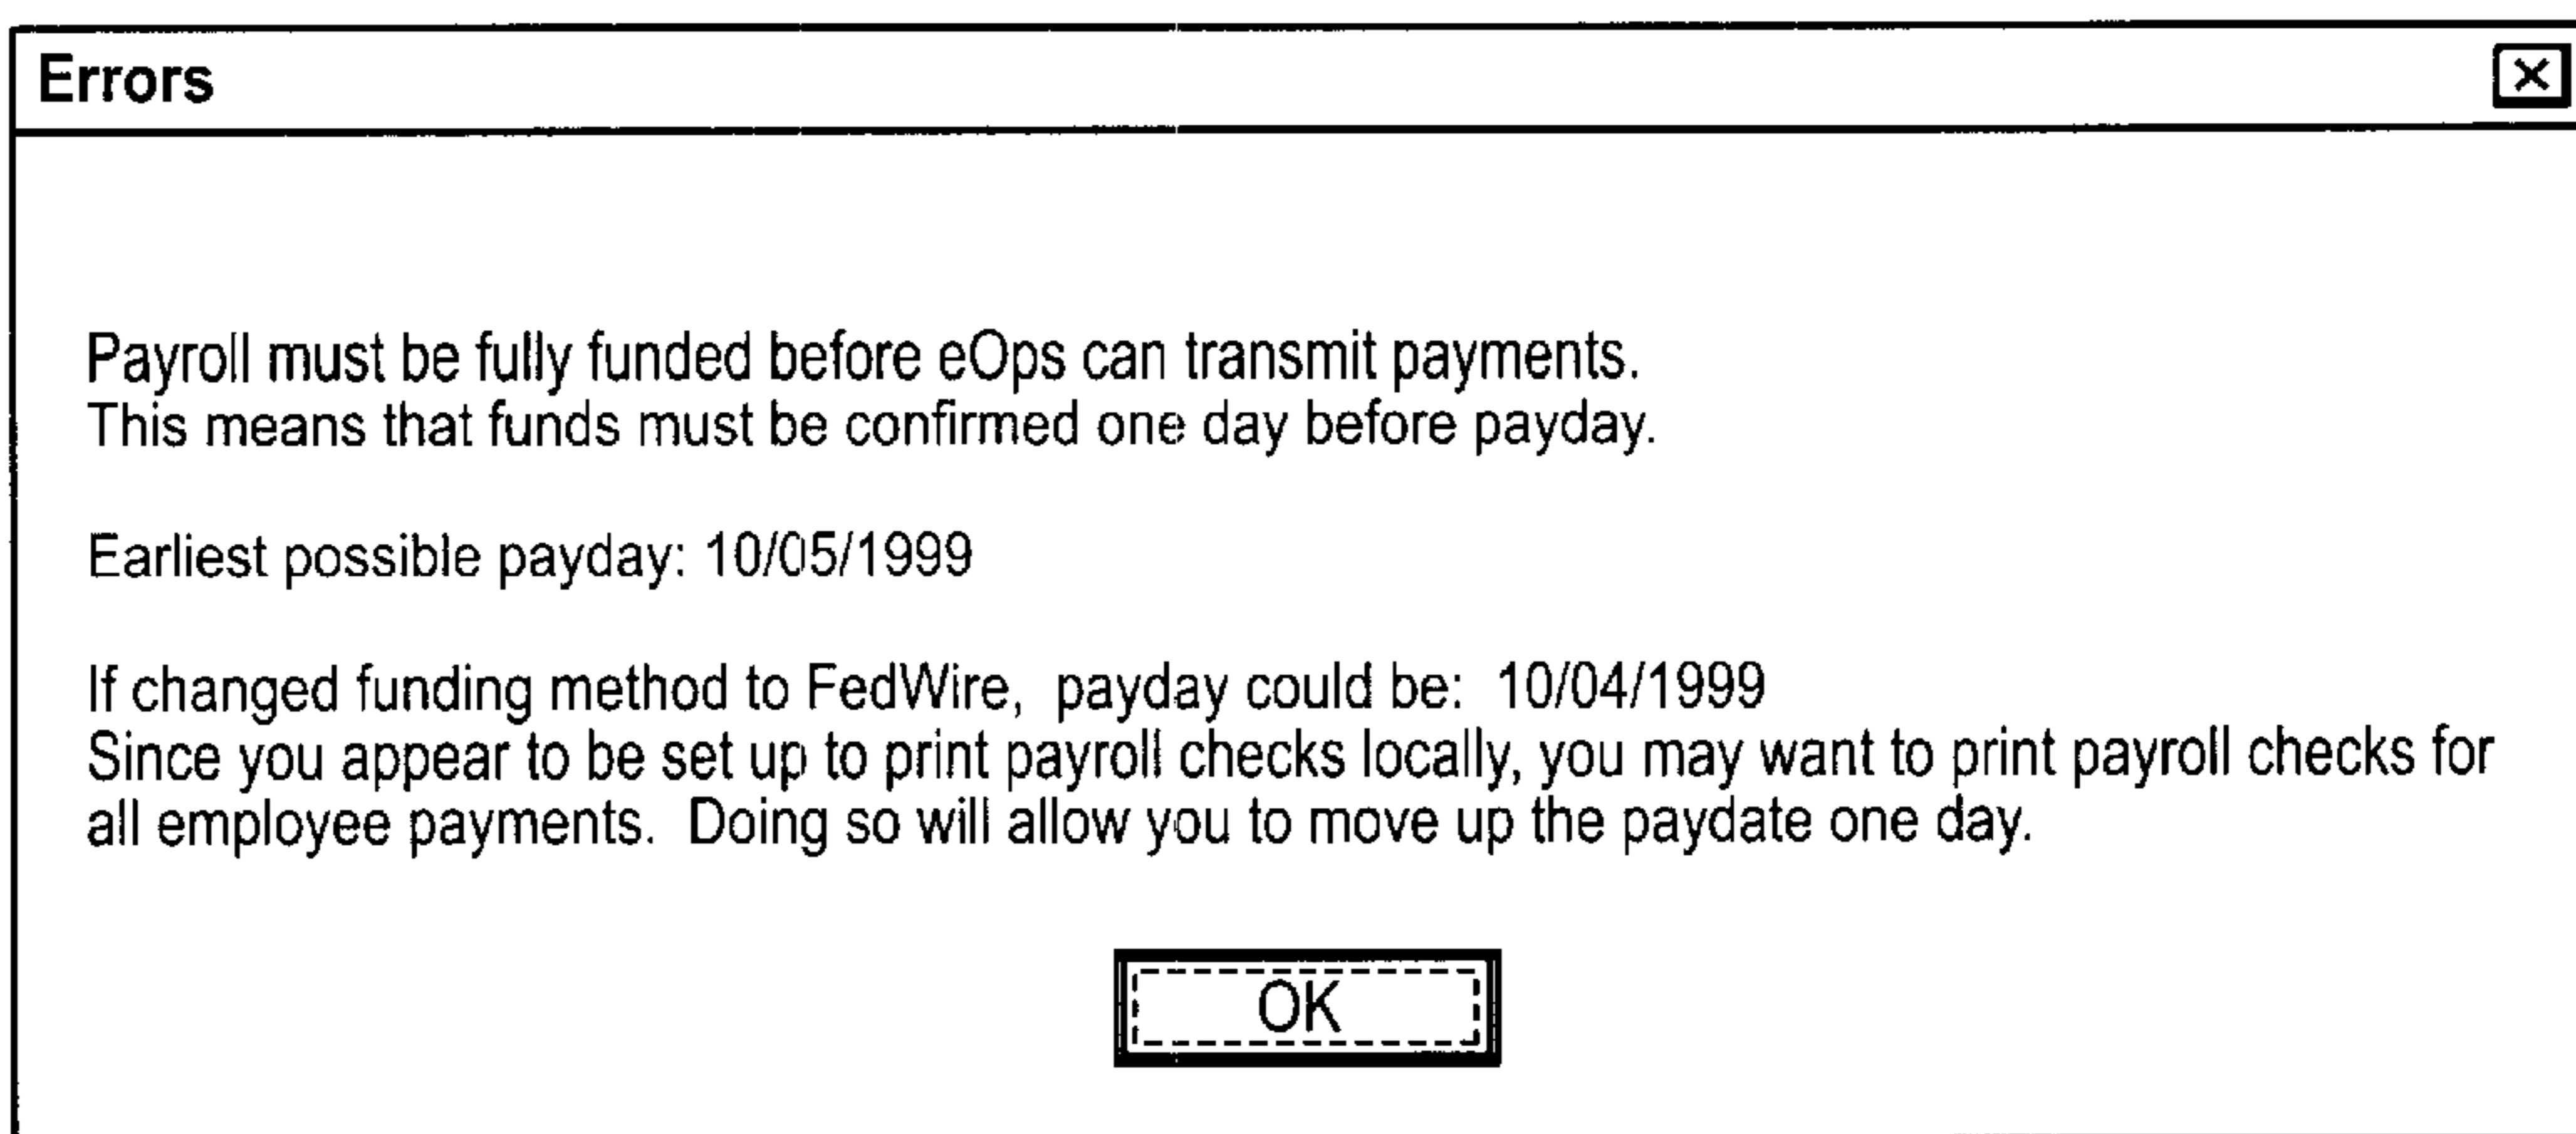 Errors
Payroll must be fully funded before eOps can transmit payments.
This means that funds must be confirmed one day before payday.
Earliest possible payday: 10/05/1999
If changed funding method to FedWire,  payday could be:  10/04/1999
Since you appear to be set up to print payroll checks locally, you may want to print payroll checks for
all employee payments.  Doing so will allow you to move up the paydate one day.
OK